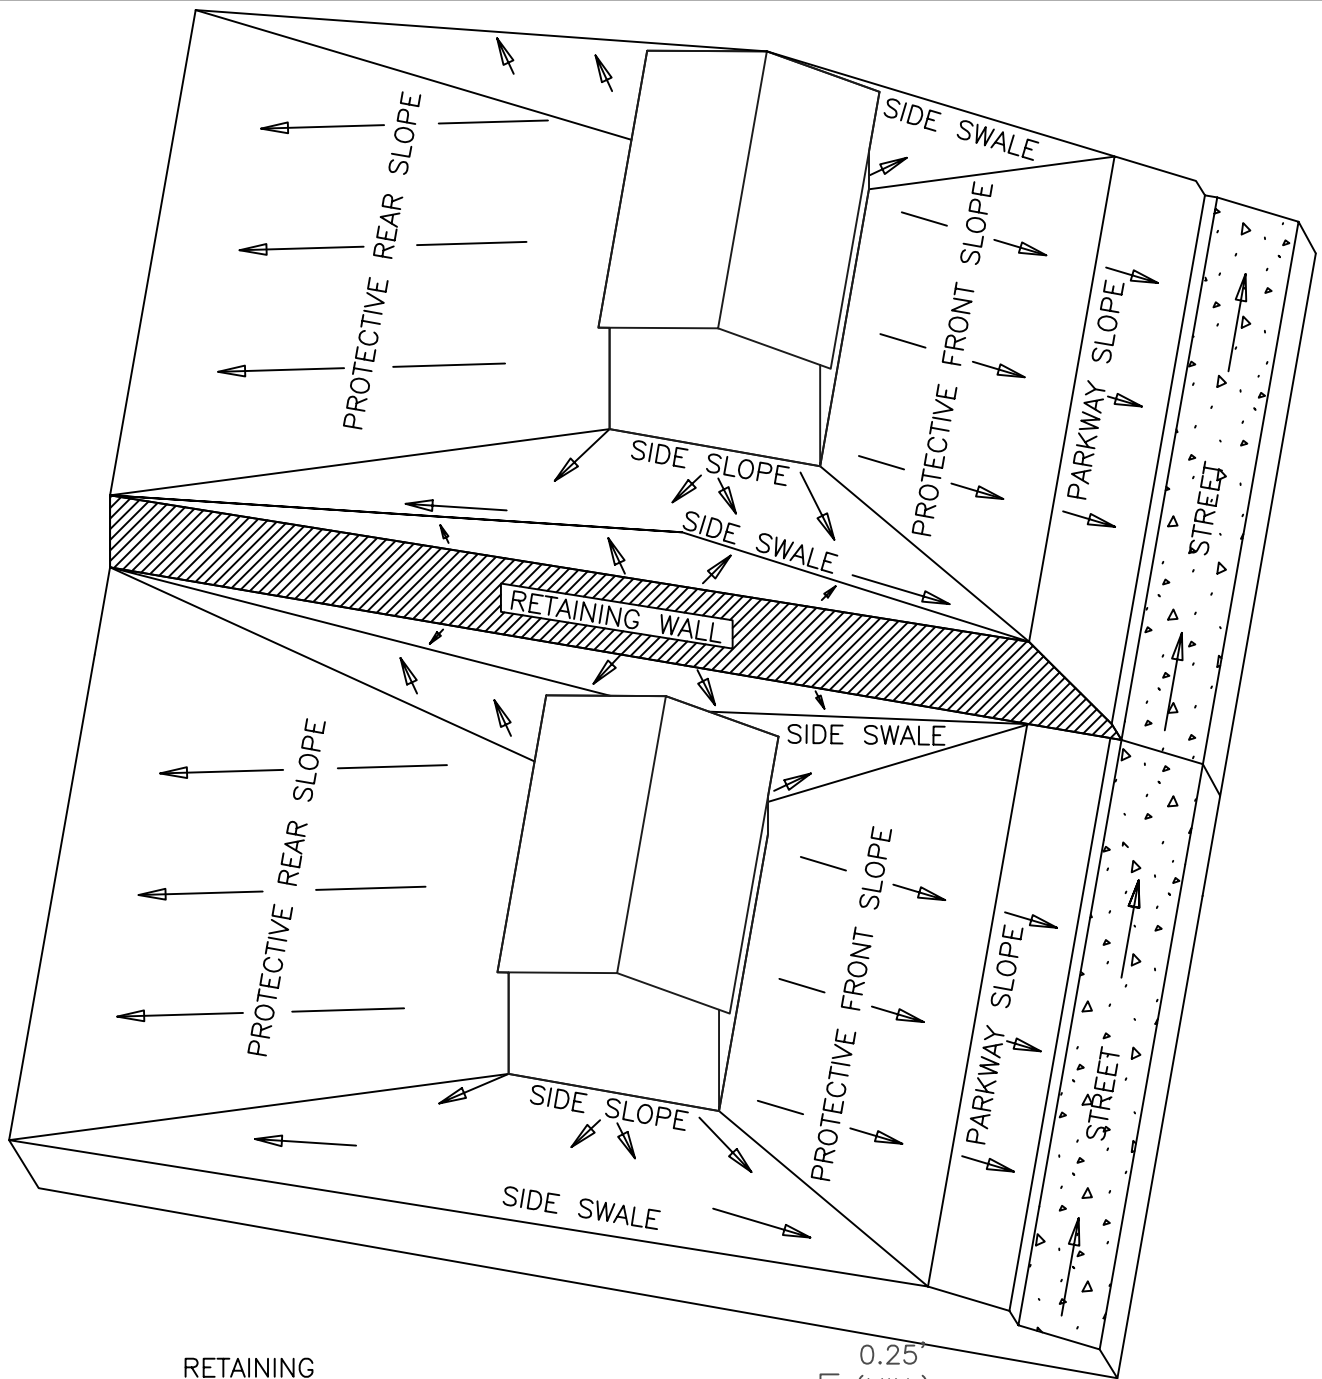 SIDE SWALE
PROTECTIVE REAR SLOPE
PROTECTIVE FRONT SLOPE
PARKWAY SLOPE
STREET
SIDE SLOPE
SIDE SWALE
RETAINING WALL
SIDE SWALE
PROTECTIVE REAR SLOPE
PROTECTIVE FRONT SLOPE
PARKWAY SLOPE
STREET
SIDE SLOPE
SIDE SWALE
RETAINING
0.25'